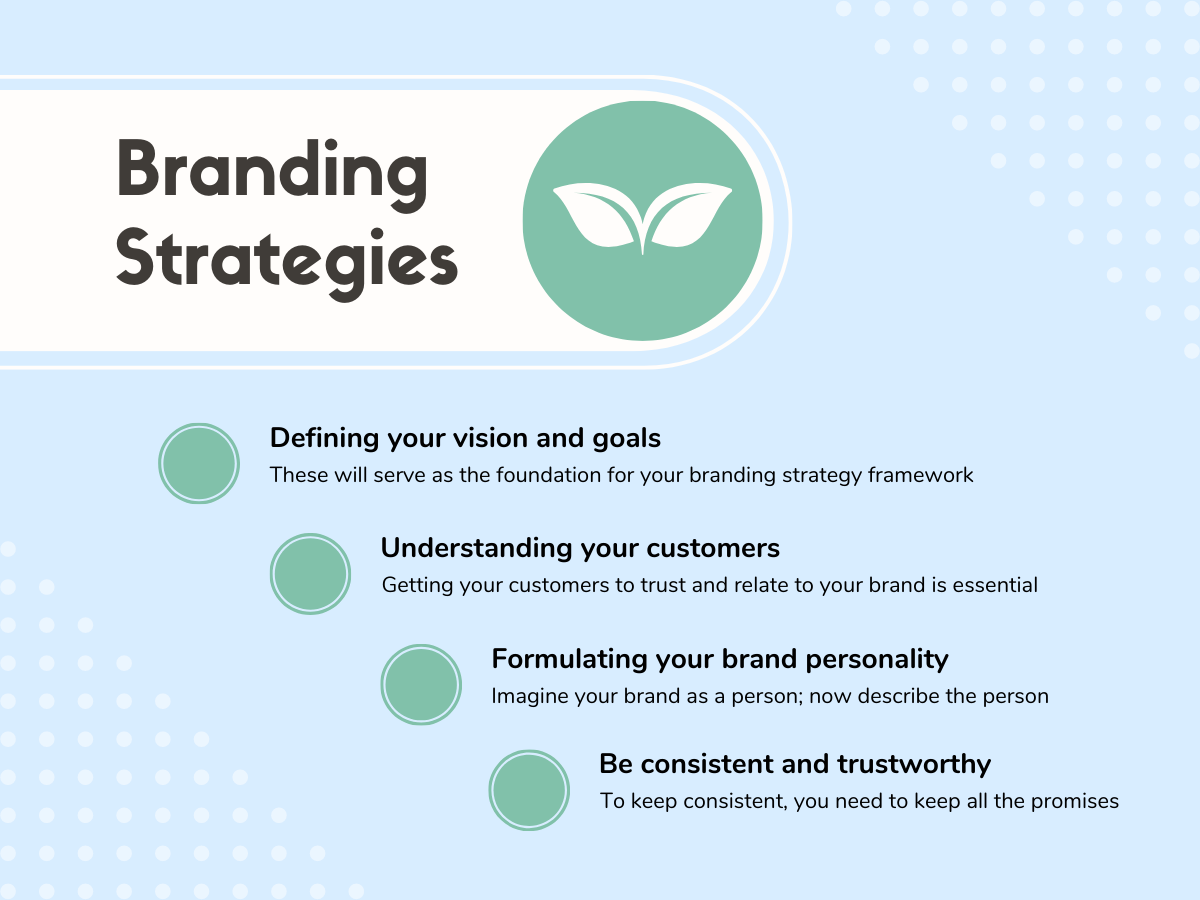 Branding
Strategies
Defining your vision and goals
These will serve as the foundation for your branding strategy framework
Understanding your customers
Getting your customers to trust and relate to your brand is essential
Formulating your brand personality
Imagine your brand as a person; now describe the person
Be consistent and trustworthy
To keep consistent, you need to keep all the promises